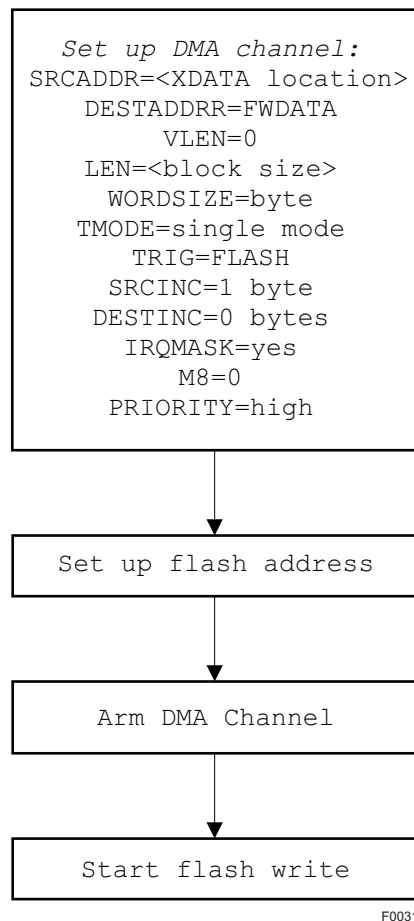 Set up DMA channel:
SRCADDR=<XDATA location>
DESTADDRR=FWDATA
VLEN=0
LEN=<block size>
WORDSIZE=byte
TMODE=single mode
TRIG=FLASH
SRCINC=1 byte
DESTINC=0 bytes
IRQMASK=yes
M8=0
PRIORITY=high
Set up flash address
Arm DMA Channel
Start flash write